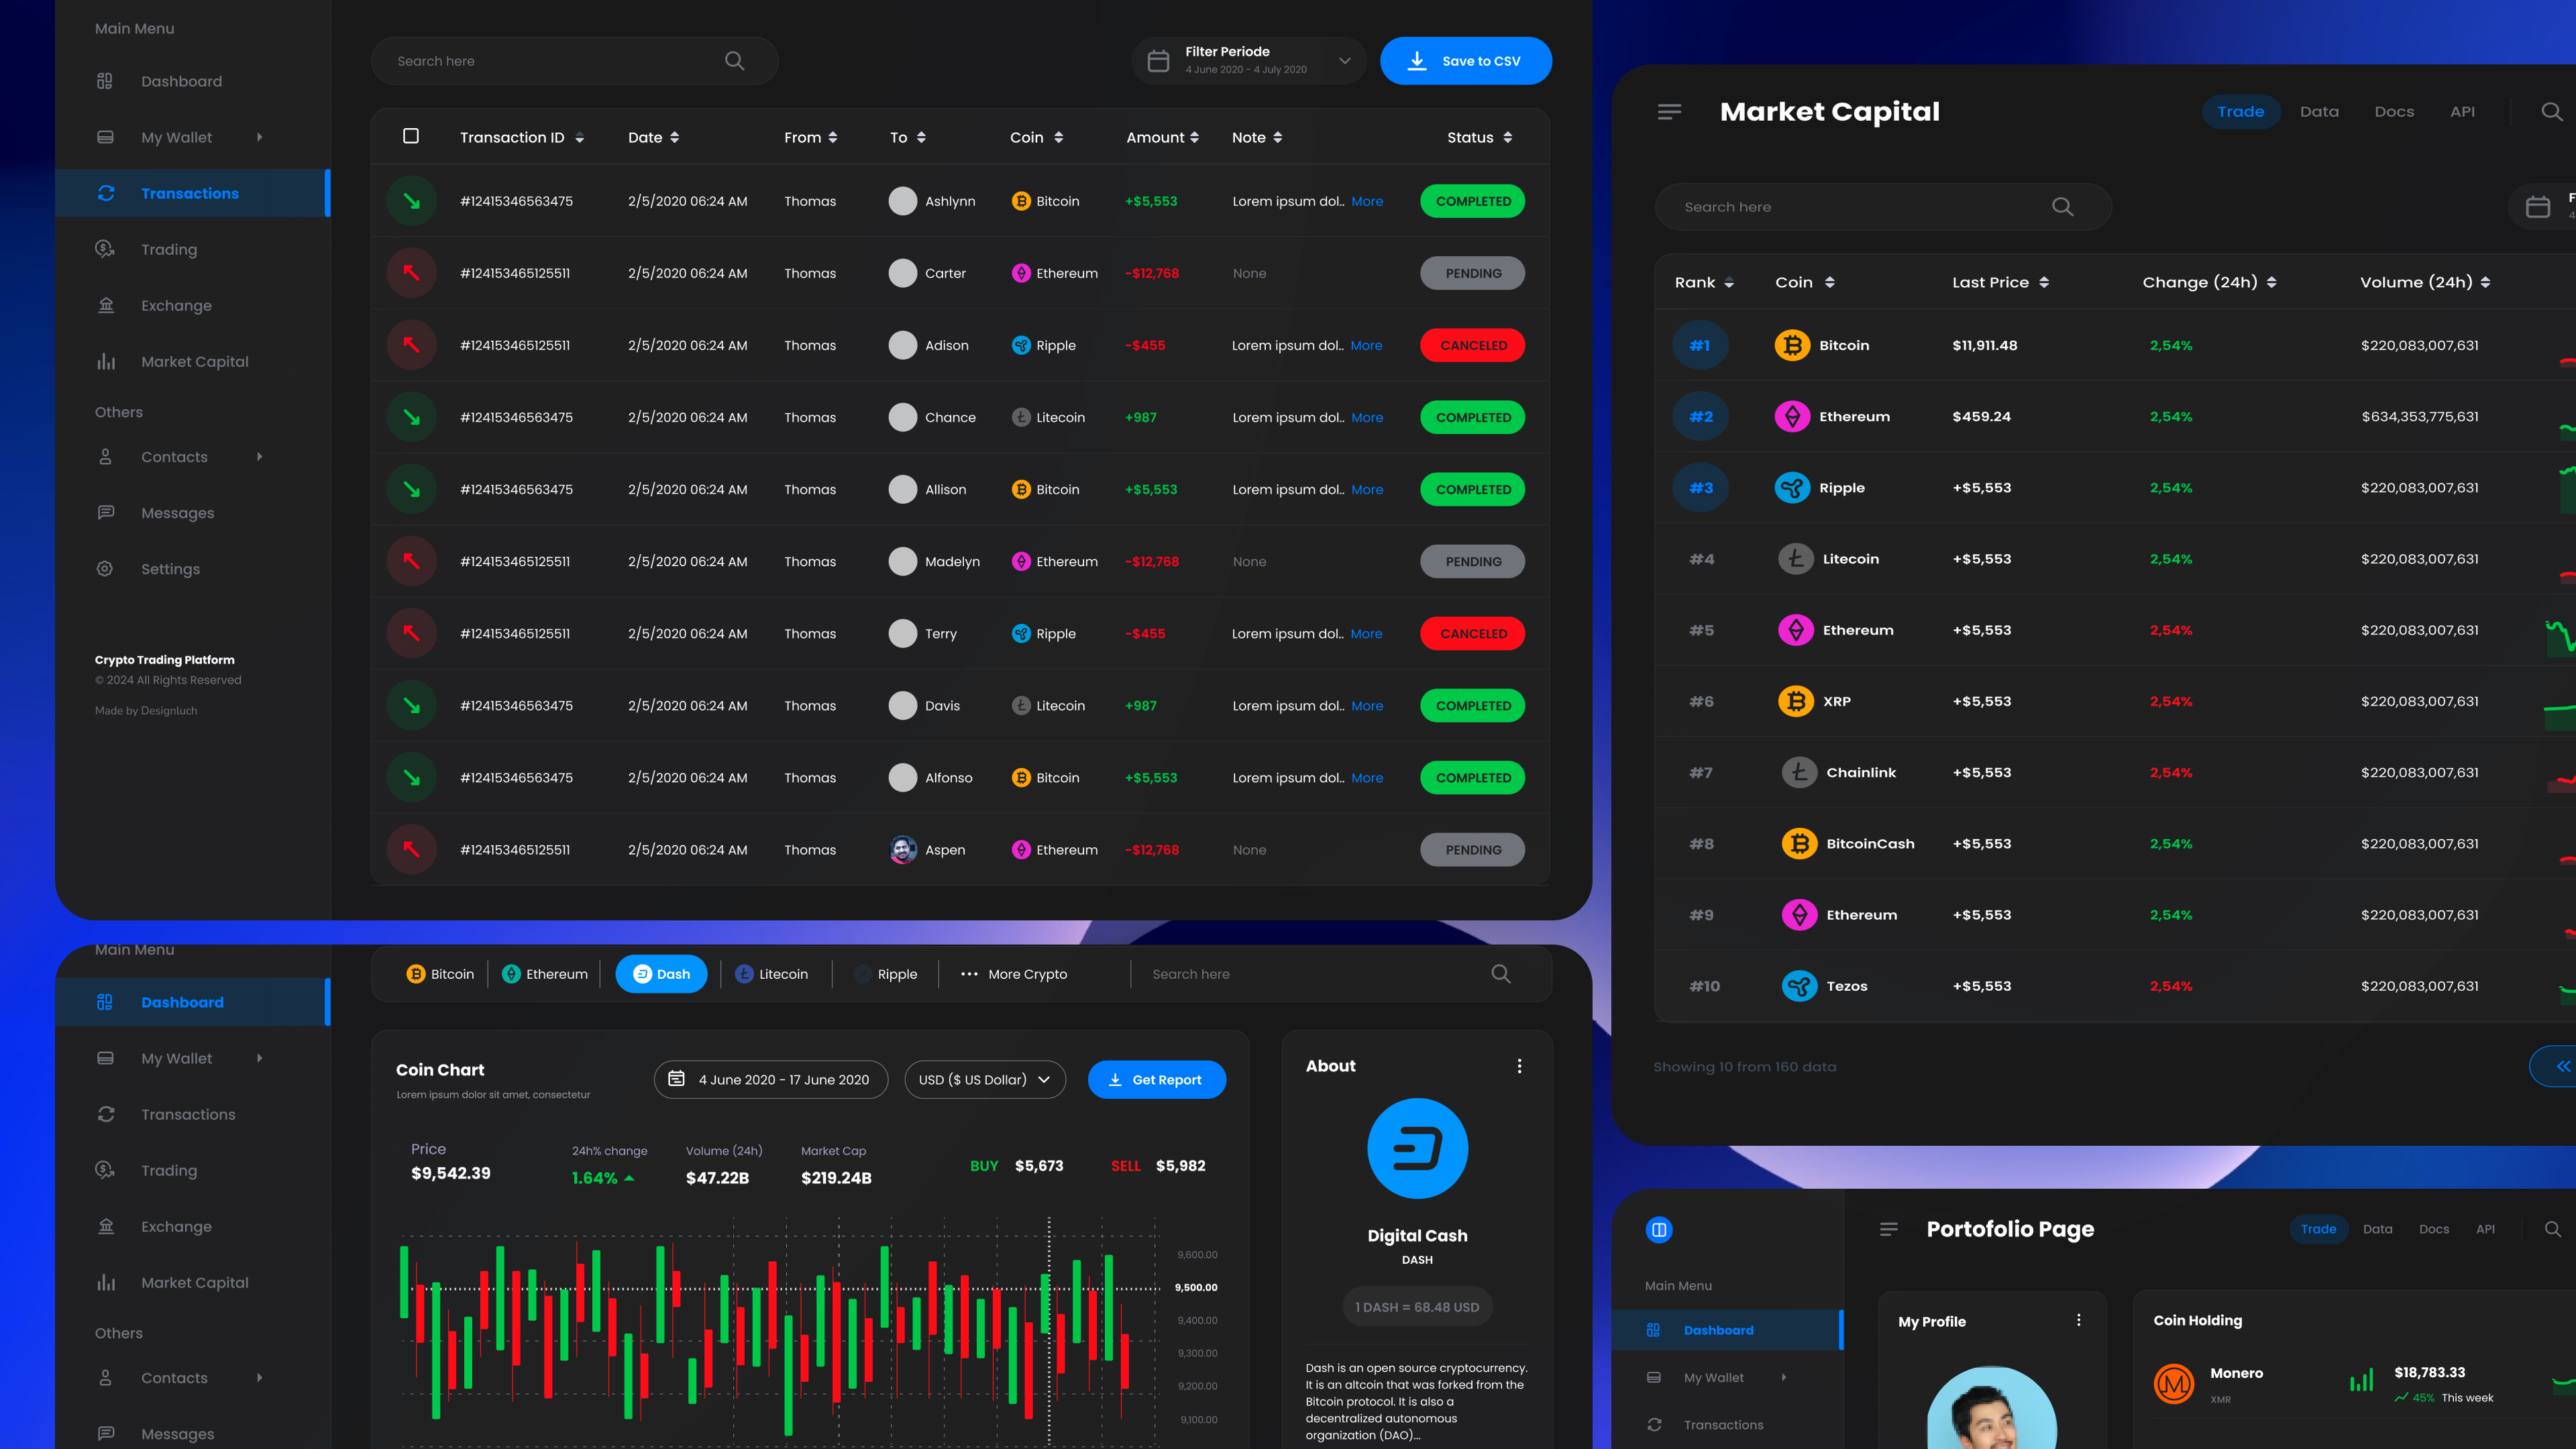 Main Menu
Dashboard
My Wallet
Transactions
Trading
Exchange
Market Capital
Others
Contacts
Messages
Settings
Crypto Trading Platform
© 2024 All Rights Reserved
Made by Designluch
Search here
Filter Periode
4 June 2020 - 4 July 2020
Save to CSV
Transaction ID Date From To Coin Amount Note Status
#12415346563475 2/5/2020 06:24 AM Thomas Ashlynn Bitcoin +$5,553 Lorem ipsum dol.. More COMPLETED
#124153465125511 2/5/2020 06:24 AM Thomas Carter Ethereum -$12,768 None PENDING
#124153465125511 2/5/2020 06:24 AM Thomas Adison Ripple -$455 Lorem ipsum dol.. More CANCELED
#12415346563475 2/5/2020 06:24 AM Thomas Chance Litecoin +987 Lorem ipsum dol.. More COMPLETED
#12415346563475 2/5/2020 06:24 AM Thomas Allison Bitcoin +$5,553 Lorem ipsum dol.. More COMPLETED
#124153465125511 2/5/2020 06:24 AM Thomas Madelyn Ethereum -$12,768 None PENDING
#124153465125511 2/5/2020 06:24 AM Thomas Terry Ripple -$455 Lorem ipsum dol.. More CANCELED
#12415346563475 2/5/2020 06:24 AM Thomas Davis Litecoin +987 Lorem ipsum dol.. More COMPLETED
#12415346563475 2/5/2020 06:24 AM Thomas Alfonso Bitcoin +$5,553 Lorem ipsum dol.. More COMPLETED
#124153465125511 2/5/2020 06:24 AM Thomas Aspen Ethereum -$12,768 None PENDING
Market Capital
Trade Data Docs API
Search here
Rank Coin Last Price Change (24h) Volume (24h)
#1 Bitcoin $11,911.48 2,54% $220,083,007,631
#2 Ethereum $459.24 2,54% $634,353,775,631
#3 Ripple +$5,553 2,54% $220,083,007,631
#4 Litecoin +$5,553 2,54% $220,083,007,631
#5 Ethereum +$5,553 2,54% $220,083,007,631
#6 XRP +$5,553 2,54% $220,083,007,631
#7 Chainlink +$5,553 2,54% $220,083,007,631
#8 BitcoinCash +$5,553 2,54% $220,083,007,631
#9 Ethereum +$5,553 2,54% $220,083,007,631
#10 Tezos +$5,553 2,54% $220,083,007,631
Showing 10 from 160 data
Main Menu
Dashboard
My Wallet
Transactions
Trading
Exchange
Market Capital
Others
Contacts
Messages
Bitcoin Ethereum Dash Litecoin Ripple More Crypto Search here
Coin Chart
Lorem ipsum dolor sit amet, consectetur
4 June 2020 - 17 June 2020
USD ($ US Dollar)
Get Report
Price 24h% change Volume (24h) Market Cap
$9,542.39 1.64% $47.22B $219.24B
BUY $5,673 SELL $5,982
9,600.00
9,500.00
9,400.00
9,300.00
9,200.00
9,100.00
About
Digital Cash
DASH
1 DASH = 68.48 USD
Dash is an open source cryptocurrency.
It is an altcoin that was forked from the
Bitcoin protocol. It is also a
decentralized autonomous
organization (DAO)...
Portofolio Page
Trade Data Docs API
Main Menu
Dashboard
My Wallet
Transactions
My Profile
Coin Holding
Monero
XMR
$18,783.33
45% This week